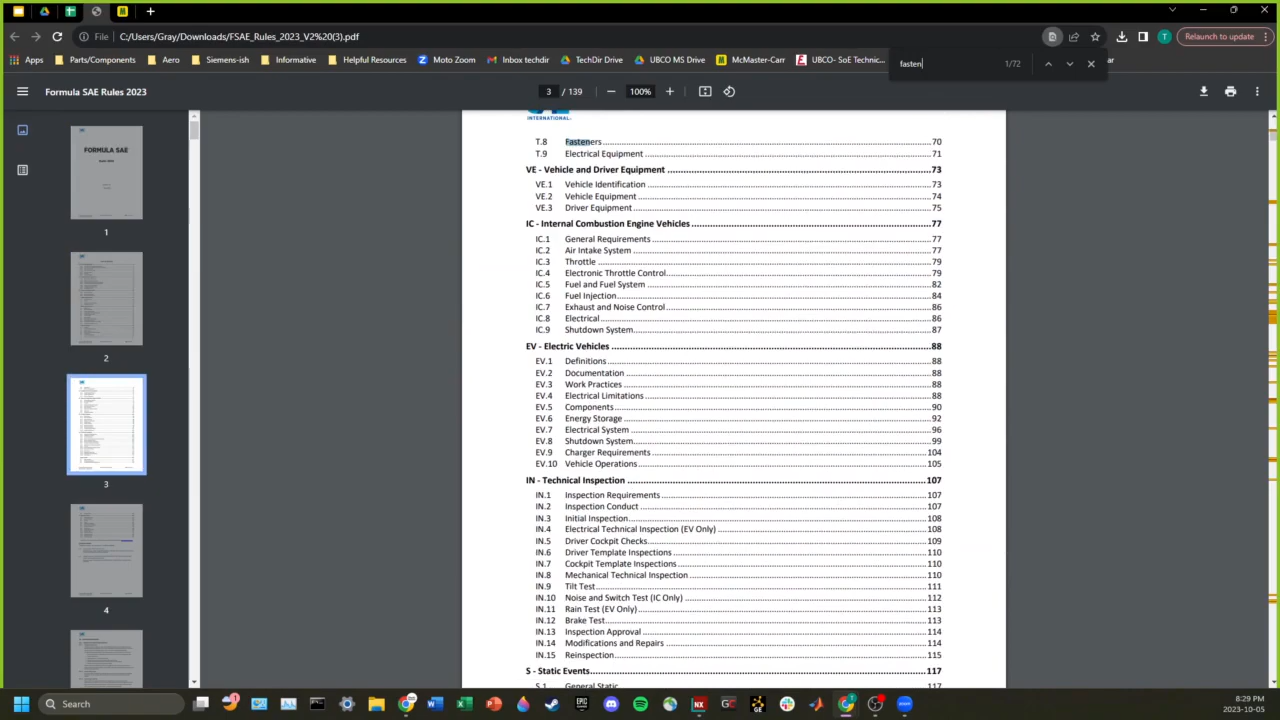 File C:/Users/Gray/Downloads/FSAE_Rules_2023_V2%20(3).pdf T Relaunch to update
Apps Parts/Components Aero Siemens-ish Informative Helpful Resources Moto Zoom Inbox techdir TechDir Drive UBCO MS Drive McMaster-Carr UBCO- SoE Technic...
fasten 1/72
Formula SAE Rules 2023 3 / 139 100%
INTERNATIONAL
T.8 Fasteners 70
T.9 Electrical Equipment 71
VE - Vehicle and Driver Equipment 73
VE.1 Vehicle Identification 73
VE.2 Vehicle Equipment 74
VE.3 Driver Equipment 75
IC - Internal Combustion Engine Vehicles 77
IC.1 General Requirements 77
IC.2 Air Intake System 77
IC.3 Throttle 79
IC.4 Electronic Throttle Control 79
IC.5 Fuel and Fuel System 82
IC.6 Fuel Injection 84
IC.7 Exhaust and Noise Control 86
IC.8 Electrical 86
IC.9 Shutdown System 87
EV - Electric Vehicles 88
EV.1 Definitions 88
EV.2 Documentation 88
EV.3 Work Practices 88
EV.4 Electrical Limitations 88
EV.5 Components 90
EV.6 Energy Storage 92
EV.7 Electrical System 96
EV.8 Shutdown System 99
EV.9 Charger Requirements 104
EV.10 Vehicle Operations 105
IN - Technical Inspection 107
IN.1 Inspection Requirements 107
IN.2 Inspection Conduct 107
IN.3 Initial Inspection 108
IN.4 Electrical Technical Inspection (EV Only) 108
IN.5 Driver Cockpit Checks 109
IN.6 Driver Template Inspections 110
IN.7 Cockpit Template Inspections 110
IN.8 Mechanical Technical Inspection 110
IN.9 Tilt Test 111
IN.10 Noise and Switch Test (IC Only) 112
IN.11 Rain Test (EV Only) 113
IN.12 Brake Test 113
IN.13 Inspection Approval 114
IN.14 Modifications and Repairs 114
IN.15 Reinspection 115
S - Static Events 117
S.1 General Static 117
FORMULA SAE
1
2
3
4
Search
8:29 PM
2023-10-05